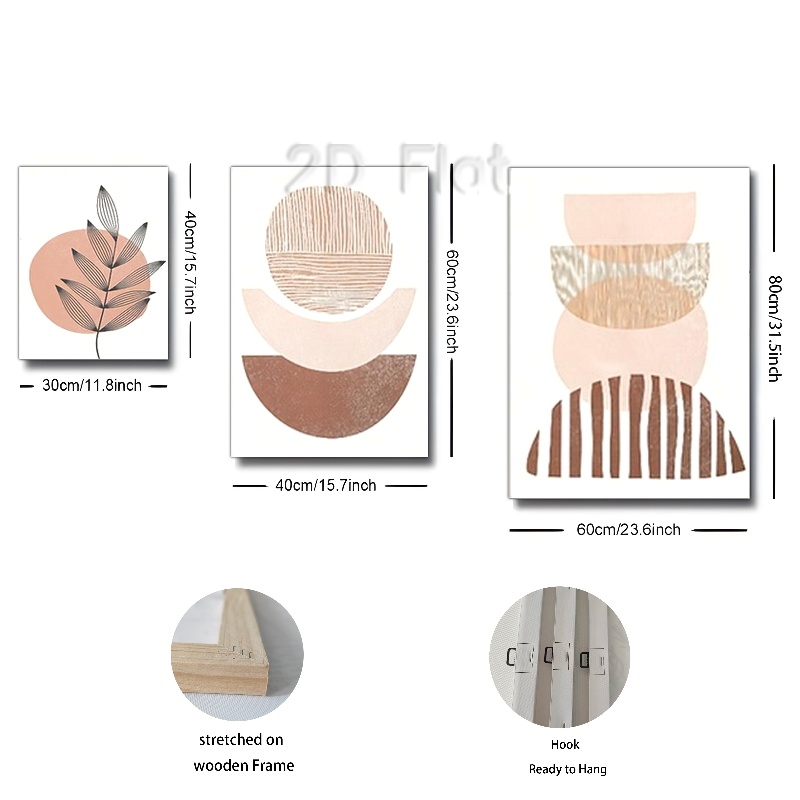 2D Flat
40cm/15.7inch
30cm/11.8inch
60cm/23.6inch
40cm/15.7inch
80cm/31.5inch
60cm/23.6inch
stretched on
wooden Frame
Hook
Ready to Hang